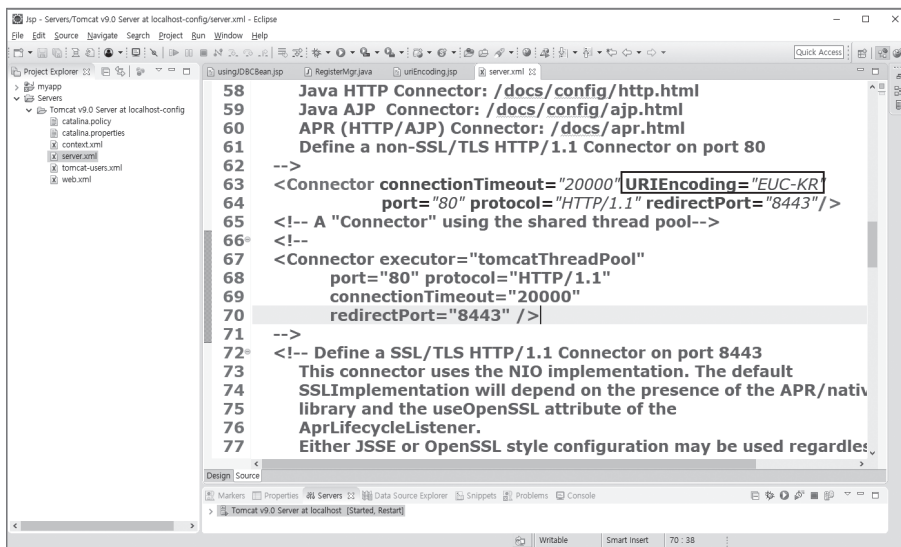 Jsp - Servers/Tomcat v9.0 Server at localhost-config/server.xml - Eclipse
File Edit Source Navigate Search Project Run Window Help
Quick Access
Project Explorer
myapp
Servers
Tomcat v9.0 Server at localhost-config
catalina.policy
catalina.properties
context.xml
server.xml
tomcat-users.xml
web.xml
usingJDBCBean.jsp RegisterMgr.java uriEncoding.jsp server.xml
58 Java HTTP Connector: /docs/config/http.html
59 Java AJP Connector: /docs/config/ajp.html
60 APR (HTTP/AJP) Connector: /docs/apr.html
61 Define a non-SSL/TLS HTTP/1.1 Connector on port 80
62 -->
63 <Connector connectionTimeout="20000" URIEncoding="EUC-KR"
64 port="80" protocol="HTTP/1.1" redirectPort="8443"/>
65 <!-- A "Connector" using the shared thread pool-->
66 <!--
67 <Connector executor="tomcatThreadPool"
68 port="80" protocol="HTTP/1.1"
69 connectionTimeout="20000"
70 redirectPort="8443" />
71 -->
72 <!-- Define a SSL/TLS HTTP/1.1 Connector on port 8443
73 This connector uses the NIO implementation. The default
74 SSLImplementation will depend on the presence of the APR/nativ
75 library and the useOpenSSL attribute of the
76 AprLifecycleListener.
77 Either JSSE or OpenSSL style configuration may be used regardles
Design Source
Markers Properties Servers Data Source Explorer Snippets Problems Console
Tomcat v9.0 Server at localhost [Started, Restart]
Writable Smart Insert 70 : 38